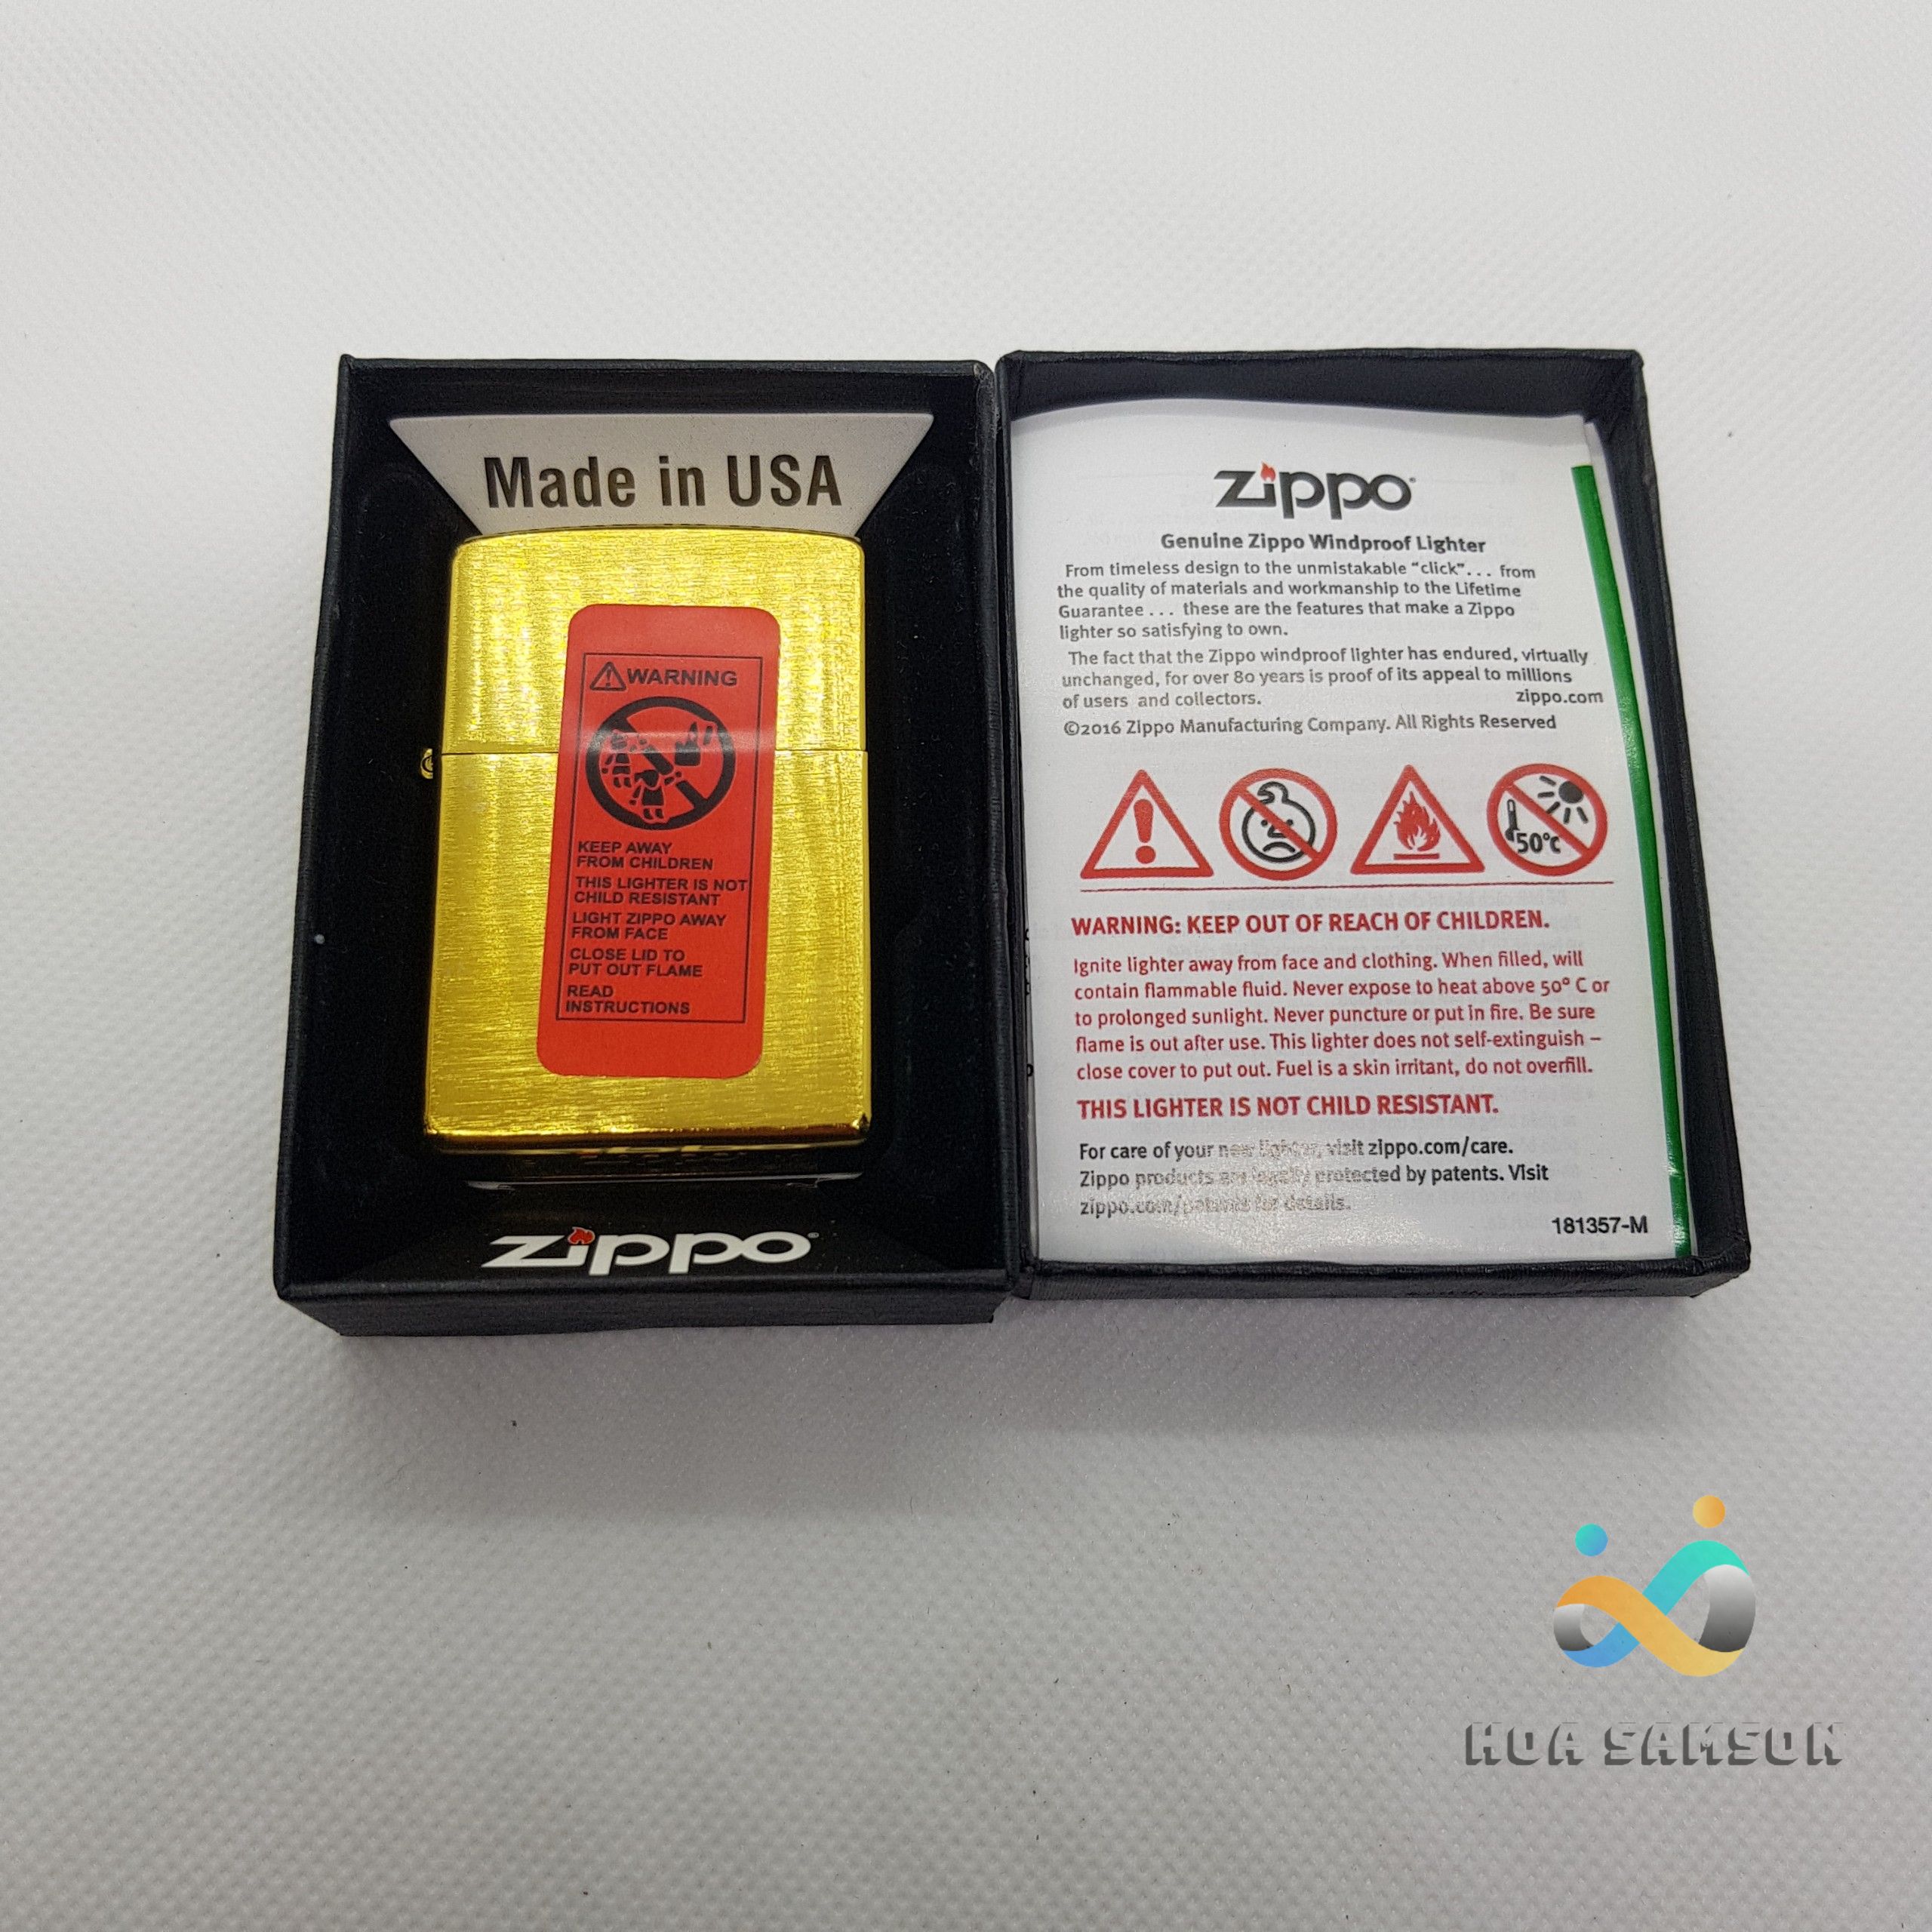 Made in USA
WARNING
KEEP AWAY
FROM CHILDREN
THIS LIGHTER IS NOT
CHILD RESISTANT
LIGHT ZIPPO AWAY
FROM FACE
CLOSE LID TO
PUT OUT FLAME
READ
INSTRUCTIONS
zippo®
zippo®
Genuine Zippo Windproof Lighter
From timeless design to the unmistakable “click”... from
the quality of materials and workmanship to the Lifetime
Guarantee ... these are the features that make a Zippo
lighter so satisfying to own.
The fact that the Zippo windproof lighter has endured, virtually
unchanged, for over 80 years is proof of its appeal to millions
of users and collectors. zippo.com
©2016 Zippo Manufacturing Company. All Rights Reserved
50°C
WARNING: KEEP OUT OF REACH OF CHILDREN.
Ignite lighter away from face and clothing. When filled, will
contain flammable fluid. Never expose to heat above 50° C or
to prolonged sunlight. Never puncture or put in fire. Be sure
flame is out after use. This lighter does not self-extinguish –
close cover to put out. Fuel is a skin irritant, do not overfill.
THIS LIGHTER IS NOT CHILD RESISTANT.
For care of your new lighter, visit zippo.com/care.
Zippo products are legally protected by patents. Visit
zippo.com/patents for details.
181357-M
HOA SAMSON